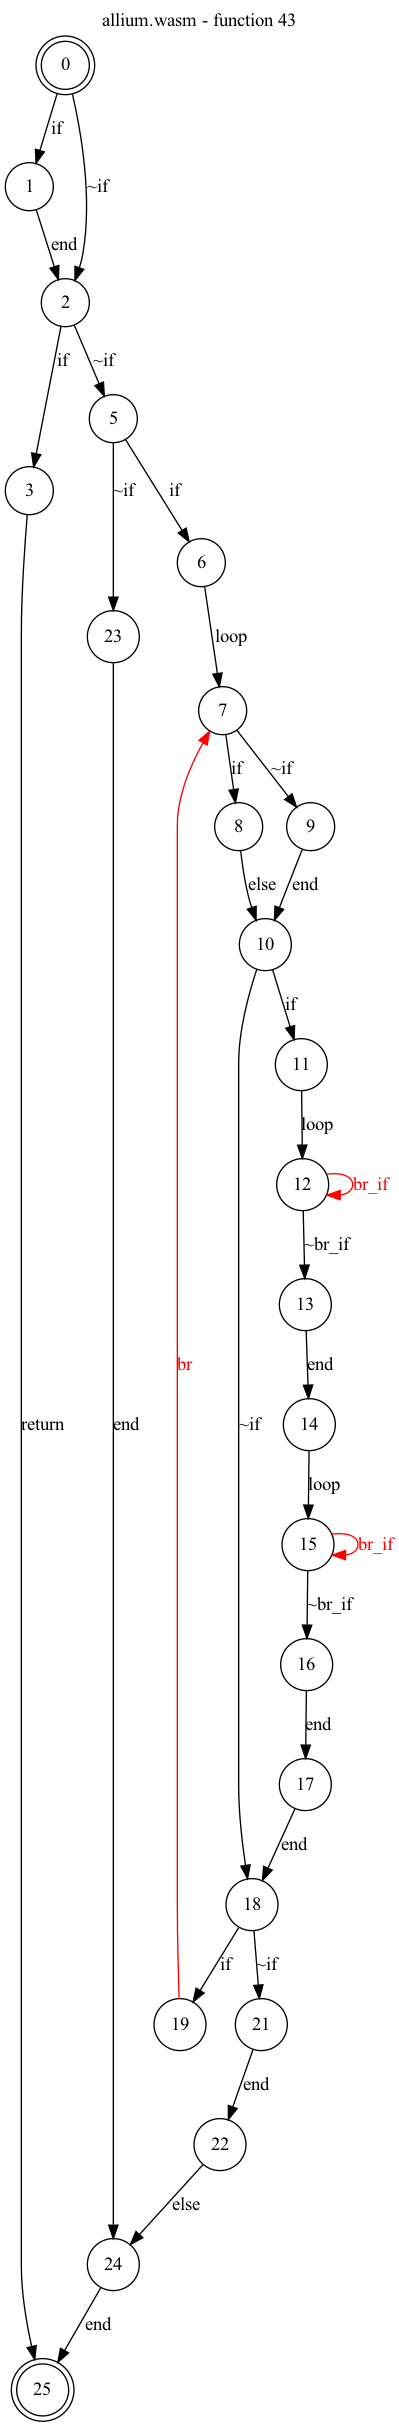 allium.wasm - function 43
0
if
1
~if
end
2
if
~if
5
3
~if
if
6
23
loop
7
if
~if
8
9
else
end
10
if
11
loop
12
br_if
~br_if
13
end
br
return
end
~if
14
loop
15
br_if
~br_if
16
end
17
end
18
if
~if
19
21
end
22
else
24
end
25